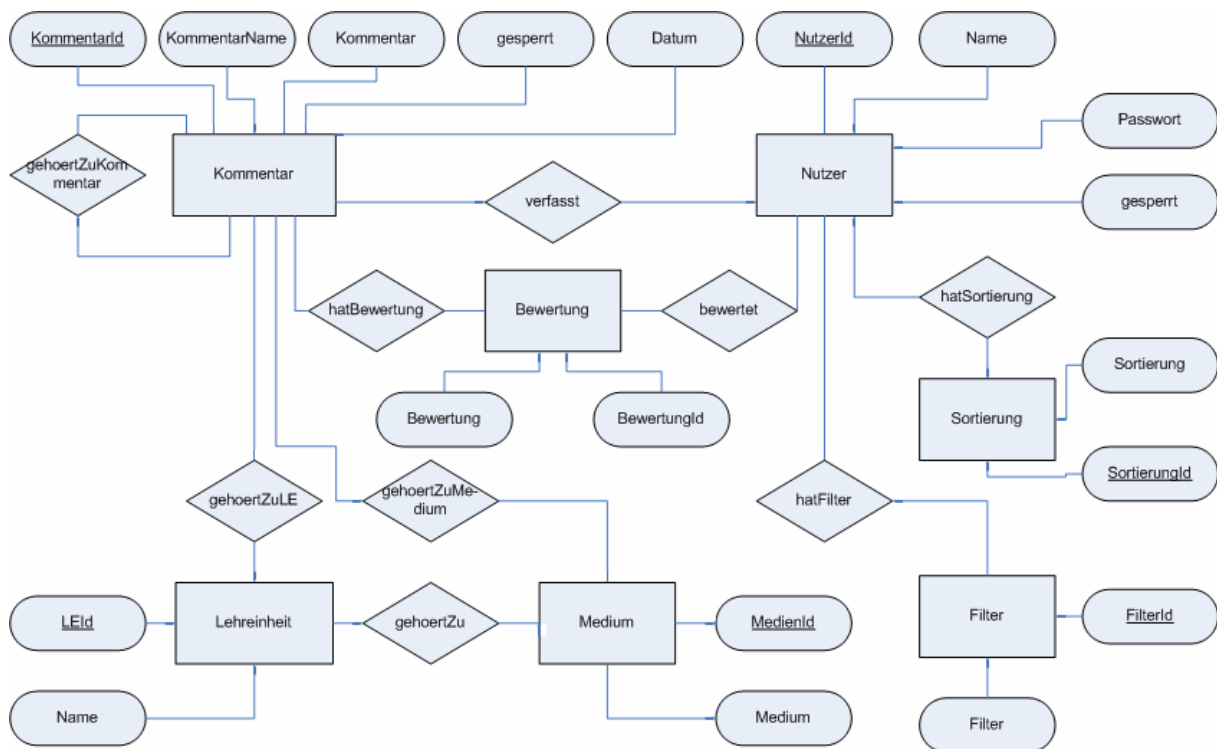 KommentarId
KommentarName
Kommentar
gesperrt
Datum
NutzerId
Name
Passwort
gehoertZuKom-
mentar
Kommentar
verfasst
Nutzer
gesperrt
hatBewertung
Bewertung
bewertet
hatSortierung
Sortierung
Bewertung
BewertungId
Sortierung
SortierungId
gehoertZuLE
gehoertZuMe-
dium
hatFilter
LEId
Lehreinheit
gehoertZu
Medium
MedienId
Filter
FilterId
Name
Medium
Filter